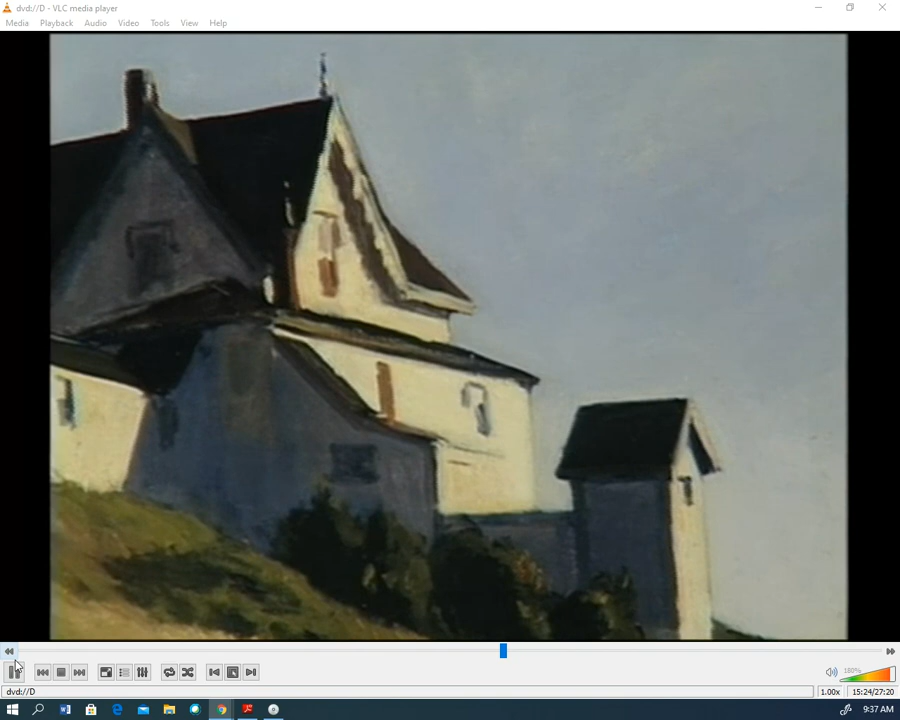 dvd://D - VLC media player
Media Playback Audio Video Tools View Help
180%
dvd://D
1.00x 15:24/27:20
9:37 AM